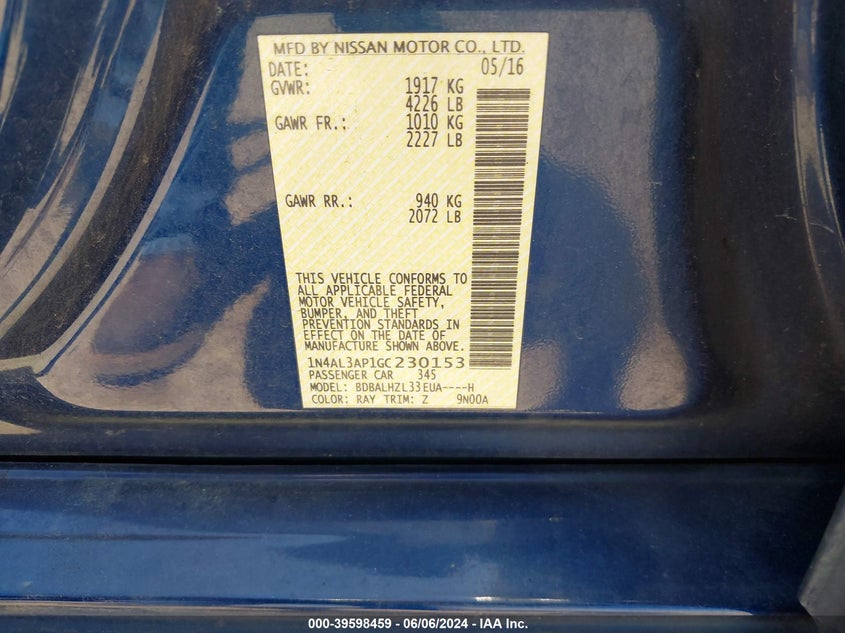 MFD BY NISSAN MOTOR CO., LTD.
DATE: 05/16
GVWR: 1917 KG
4226 LB
GAWR FR.: 1010 KG
2227 LB
GAWR RR.: 940 KG
2072 LB
THIS VEHICLE CONFORMS TO
ALL APPLICABLE FEDERAL
MOTOR VEHICLE SAFETY,
BUMPER, AND THEFT
PREVENTION STANDARDS IN
EFFECT ON THE DATE OF
MANUFACTURE SHOWN ABOVE.
1N4AL3AP1GC230153
PASSENGER CAR 345
MODEL: BDBALHZL33EUA----H
COLOR: RAY TRIM: Z 9N00A
000-39598459 - 06/06/2024 - IAA Inc.